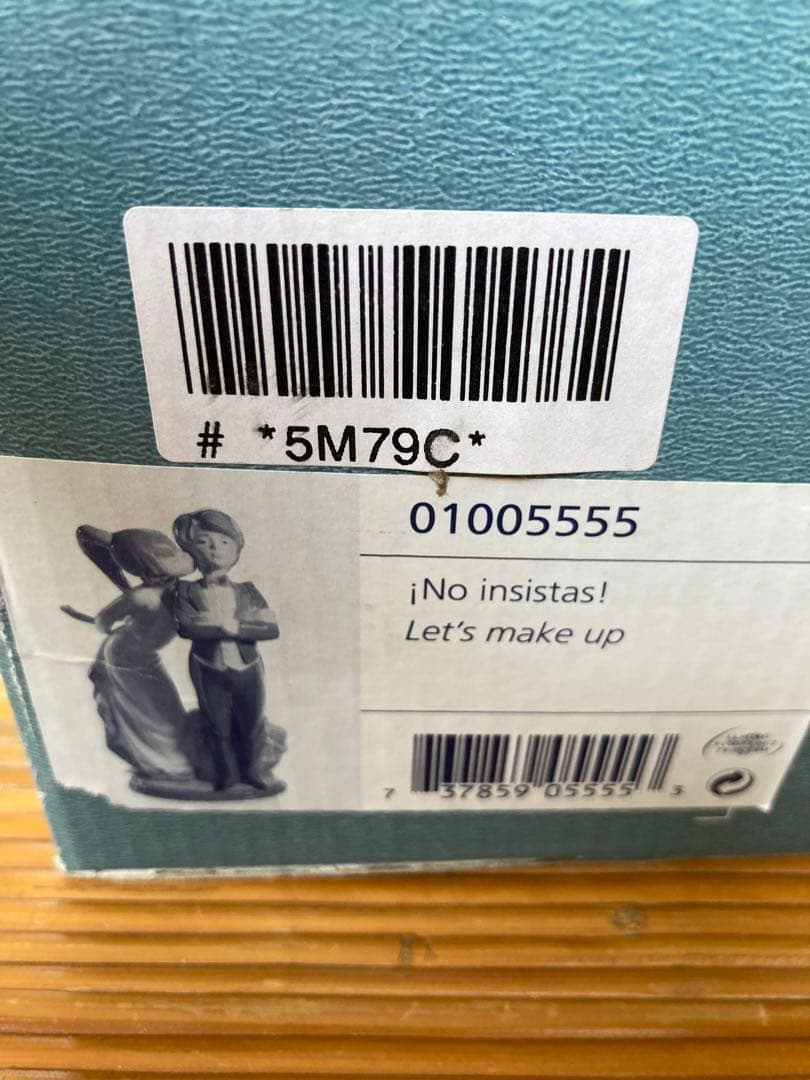 # *5M79C*
01005555
¡No insistas!
Let's make up
7 37859 05555 3